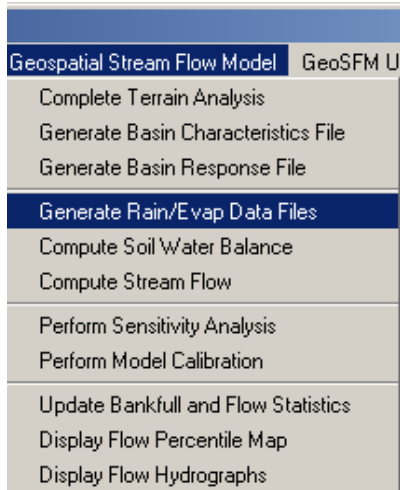 Geospatial Stream Flow Model GeoSFM U
Complete Terrain Analysis
Generate Basin Characteristics File
Generate Basin Response File
Generate Rain/Evap Data Files
Compute Soil Water Balance
Compute Stream Flow
Perform Sensitivity Analysis
Perform Model Calibration
Update Bankfull and Flow Statistics
Display Flow Percentile Map
Display Flow Hydrographs